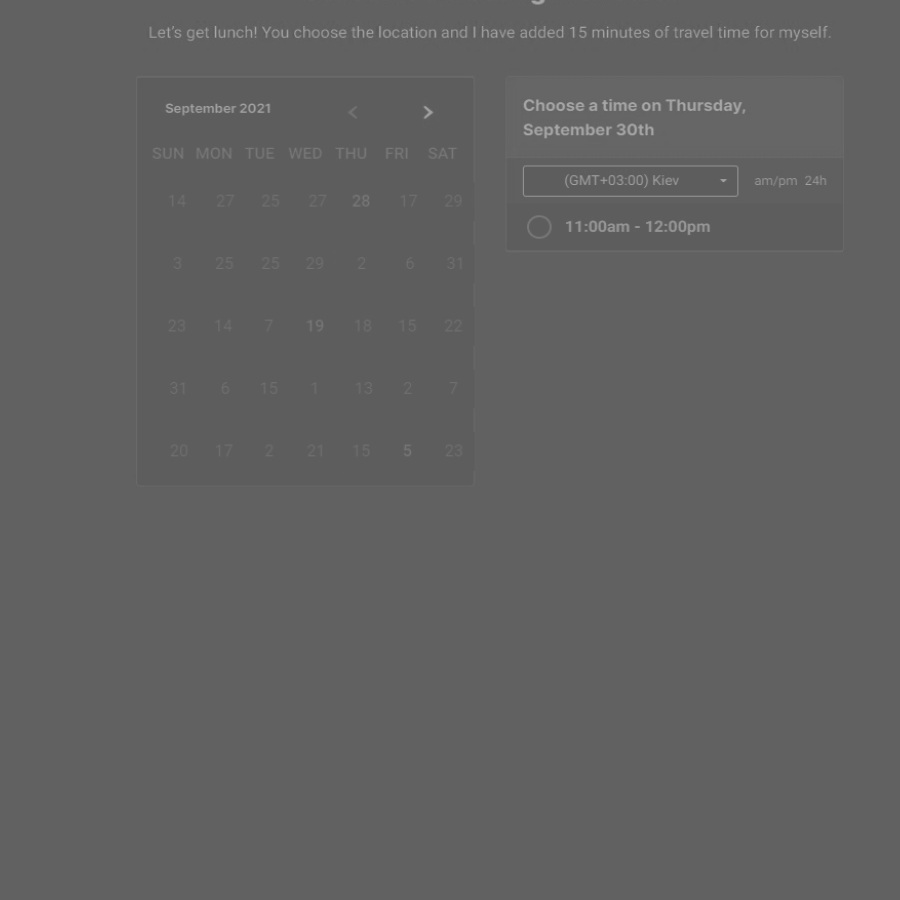 Let's get lunch! You choose the location and I have added 15 minutes of travel time for myself.
September 2021
SUN MON TUE WED THU FRI SAT
14 27 25 27 28 17 29
3 25 25 29 2 6 31
23 14 7 19 18 15 22
31 6 15 1 13 2 7
20 17 2 21 15 5 23
Choose a time on Thursday,
September 30th
(GMT+03:00) Kiev
am/pm 24h
11:00am - 12:00pm